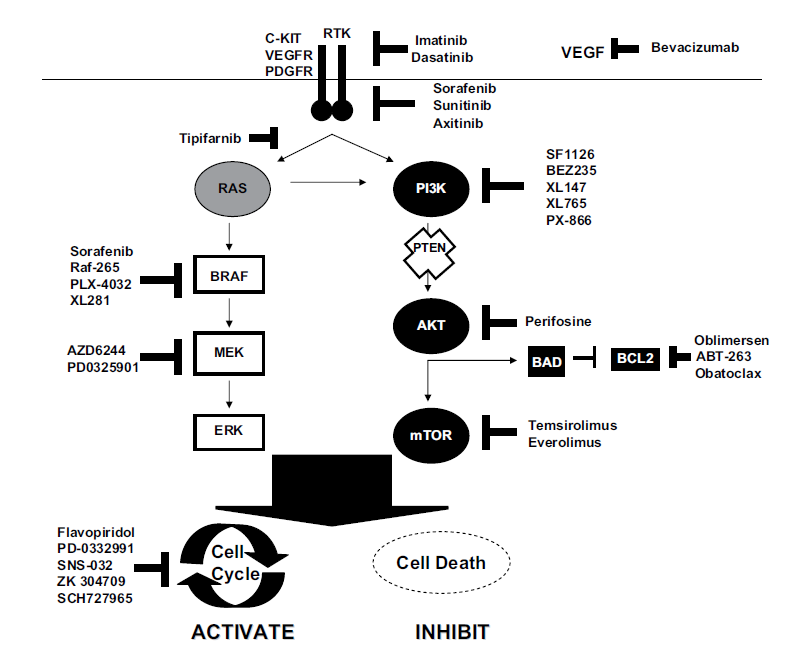 C-KIT
VEGFR
PDGFR
RTK
Imatinib
Dasatinib
VEGF
Bevacizumab
Sorafenib
Sunitinib
Axitinib
Tipifarnib
RAS
PI3K
SF1126
BEZ235
XL147
XL765
PX-866
PTEN
Sorafenib
Raf-265
PLX-4032
XL281
BRAF
AKT
Perifosine
AZD6244
PD0325901
MEK
BAD
BCL2
Oblimersen
ABT-263
Obatoclax
ERK
mTOR
Temsirolimus
Everolimus
Flavopiridol
PD-0332991
SNS-032
ZK 304709
SCH727965
Cell
Cycle
Cell Death
ACTIVATE
INHIBIT